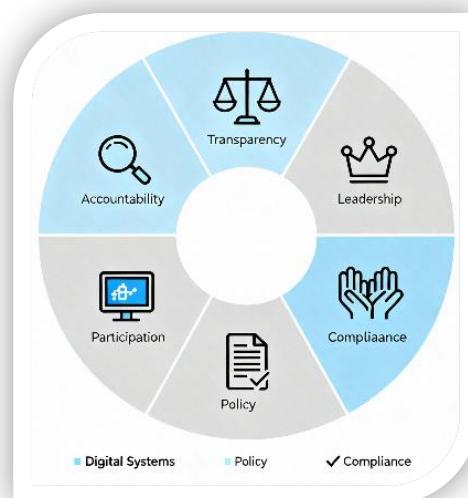 Transparency
Accountability
Leadership
Participation
Compliaance
Policy
Digital Systems
Policy
Compliance